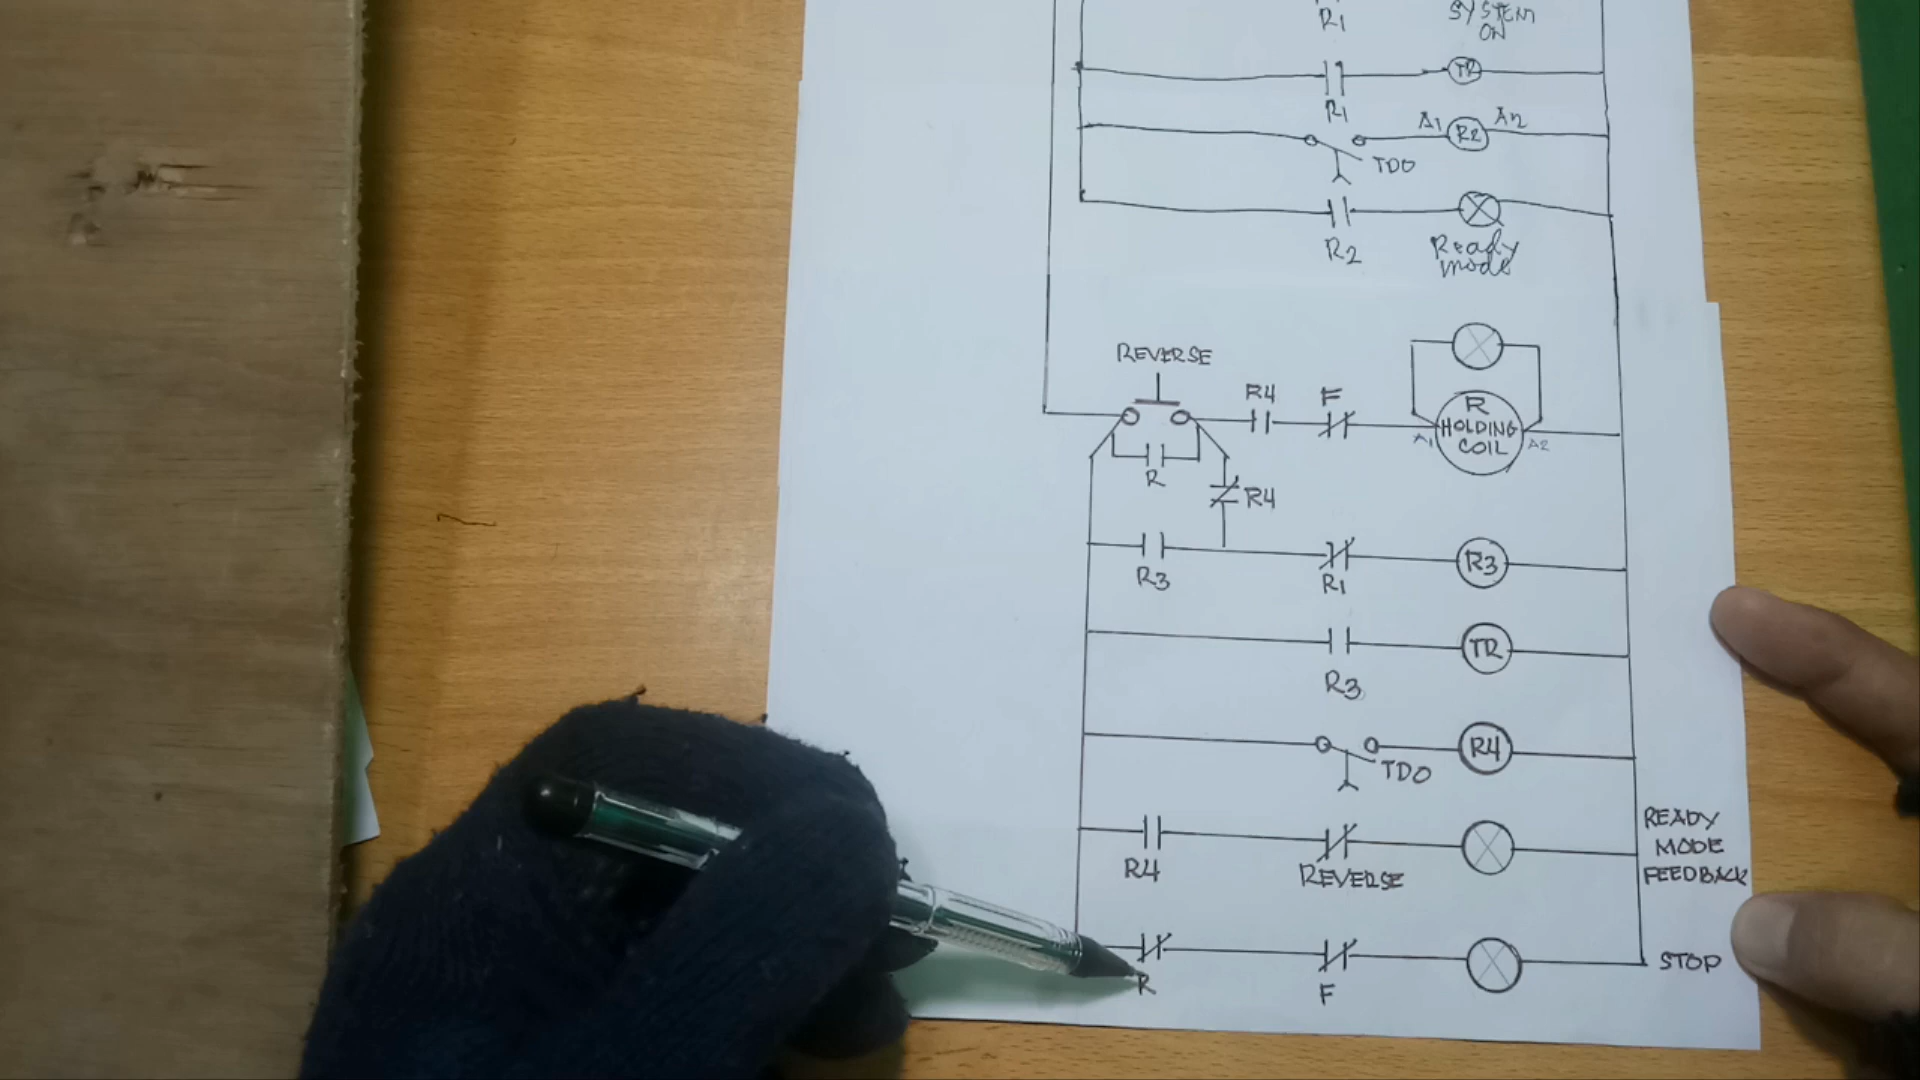 R1
SYSTEM
ON
TR
R1
A1 R2 A2
TDO
R2
Ready
mode
REVERSE
R4 F
R
HOLDING
COIL
A1 A2
R
R4
R3 R1 R3
TR
R3
R4
TDO
READY
MODE
FEEDBACK
R4 REVERSE
STOP
R F